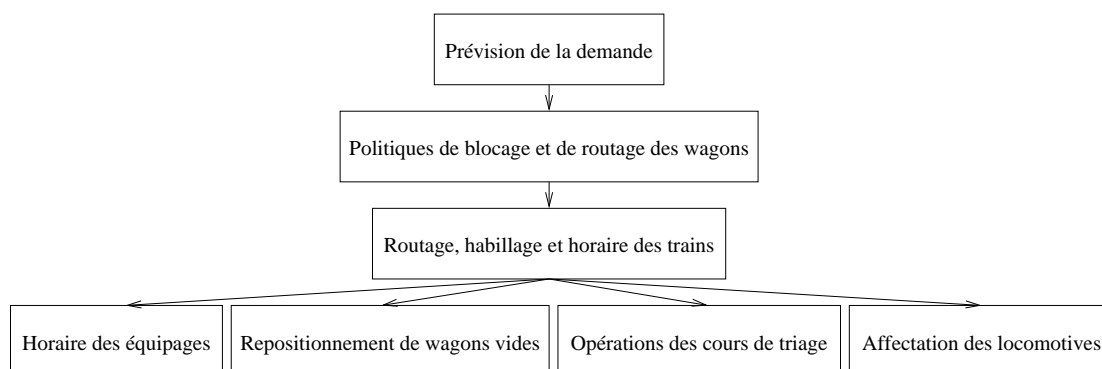 Prévision de la demande
Politiques de blocage et de routage des wagons
Routage, habillage et horaire des trains
Horaire des équipages
Repositionnement de wagons vides
Opérations des cours de triage
Affectation des locomotives